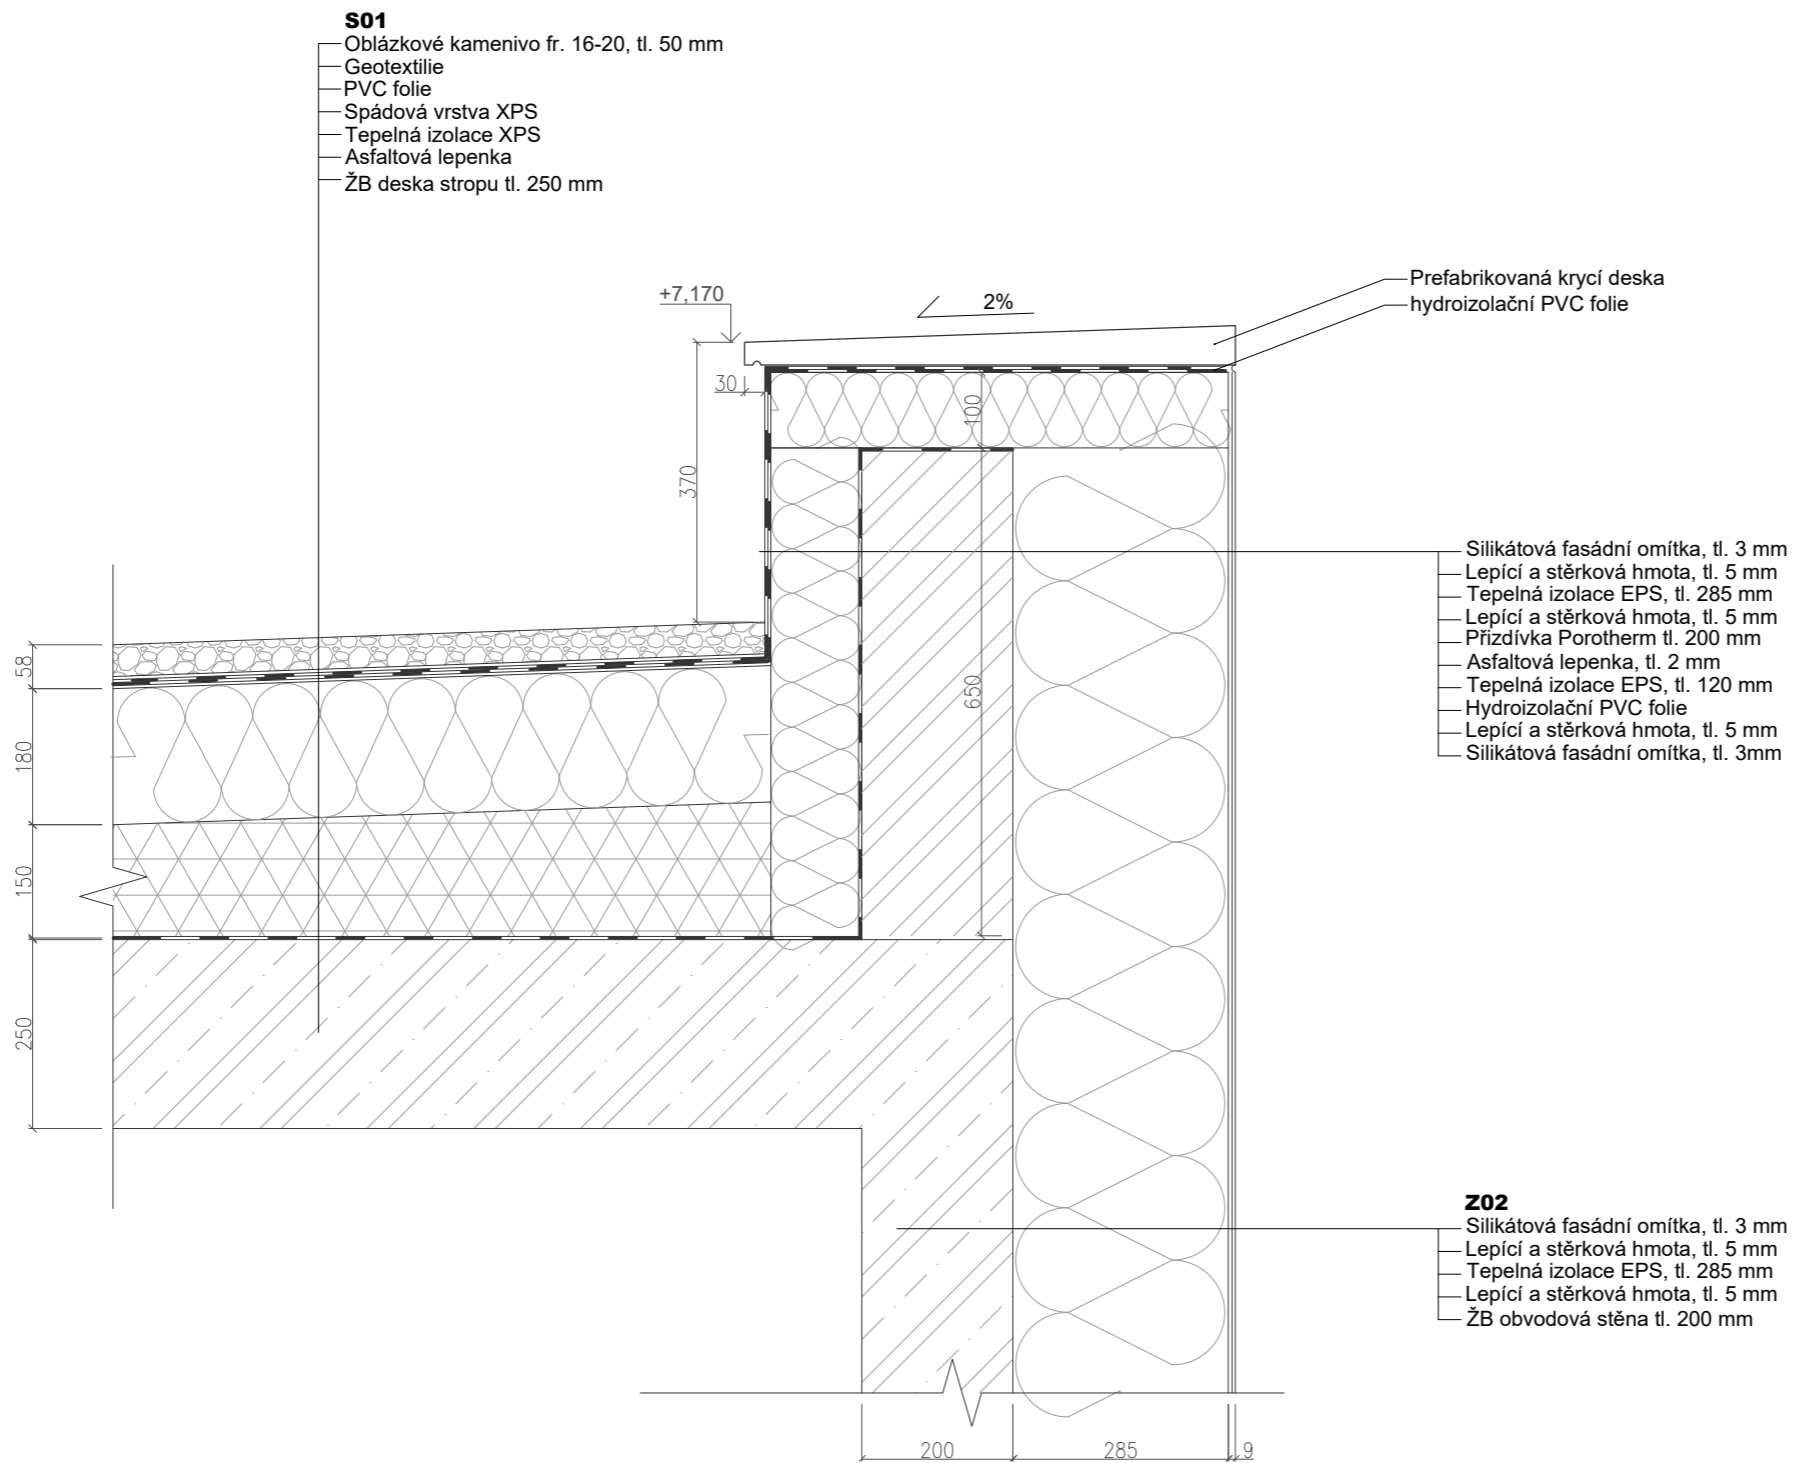 S01
Oblázkové kamenivo fr. 16-20, tl. 50 mm
Geotextilie
PVC folie
Spádová vrstva XPS
Tepelná izolace XPS
Asfaltová lepenka
ŽB deska stropu tl. 250 mm
Prefabrikovaná krycí deska
hydroizolační PVC folie
+7,170
2%
30
100
370
Silikátová fasádní omítka, tl. 3 mm
Lepící a stěrková hmota, tl. 5 mm
Tepelná izolace EPS, tl. 285 mm
Lepící a stěrková hmota, tl. 5 mm
Přizdívka Porotherm tl. 200 mm
Asfaltová lepenka, tl. 2 mm
Tepelná izolace EPS, tl. 120 mm
Hydroizolační PVC folie
Lepící a stěrková hmota, tl. 5 mm
Silikátová fasádní omítka, tl. 3mm
58
650
180
150
250
Z02
Silikátová fasádní omítka, tl. 3 mm
Lepící a stěrková hmota, tl. 5 mm
Tepelná izolace EPS, tl. 285 mm
Lepící a stěrková hmota, tl. 5 mm
ŽB obvodová stěna tl. 200 mm
200
285
9